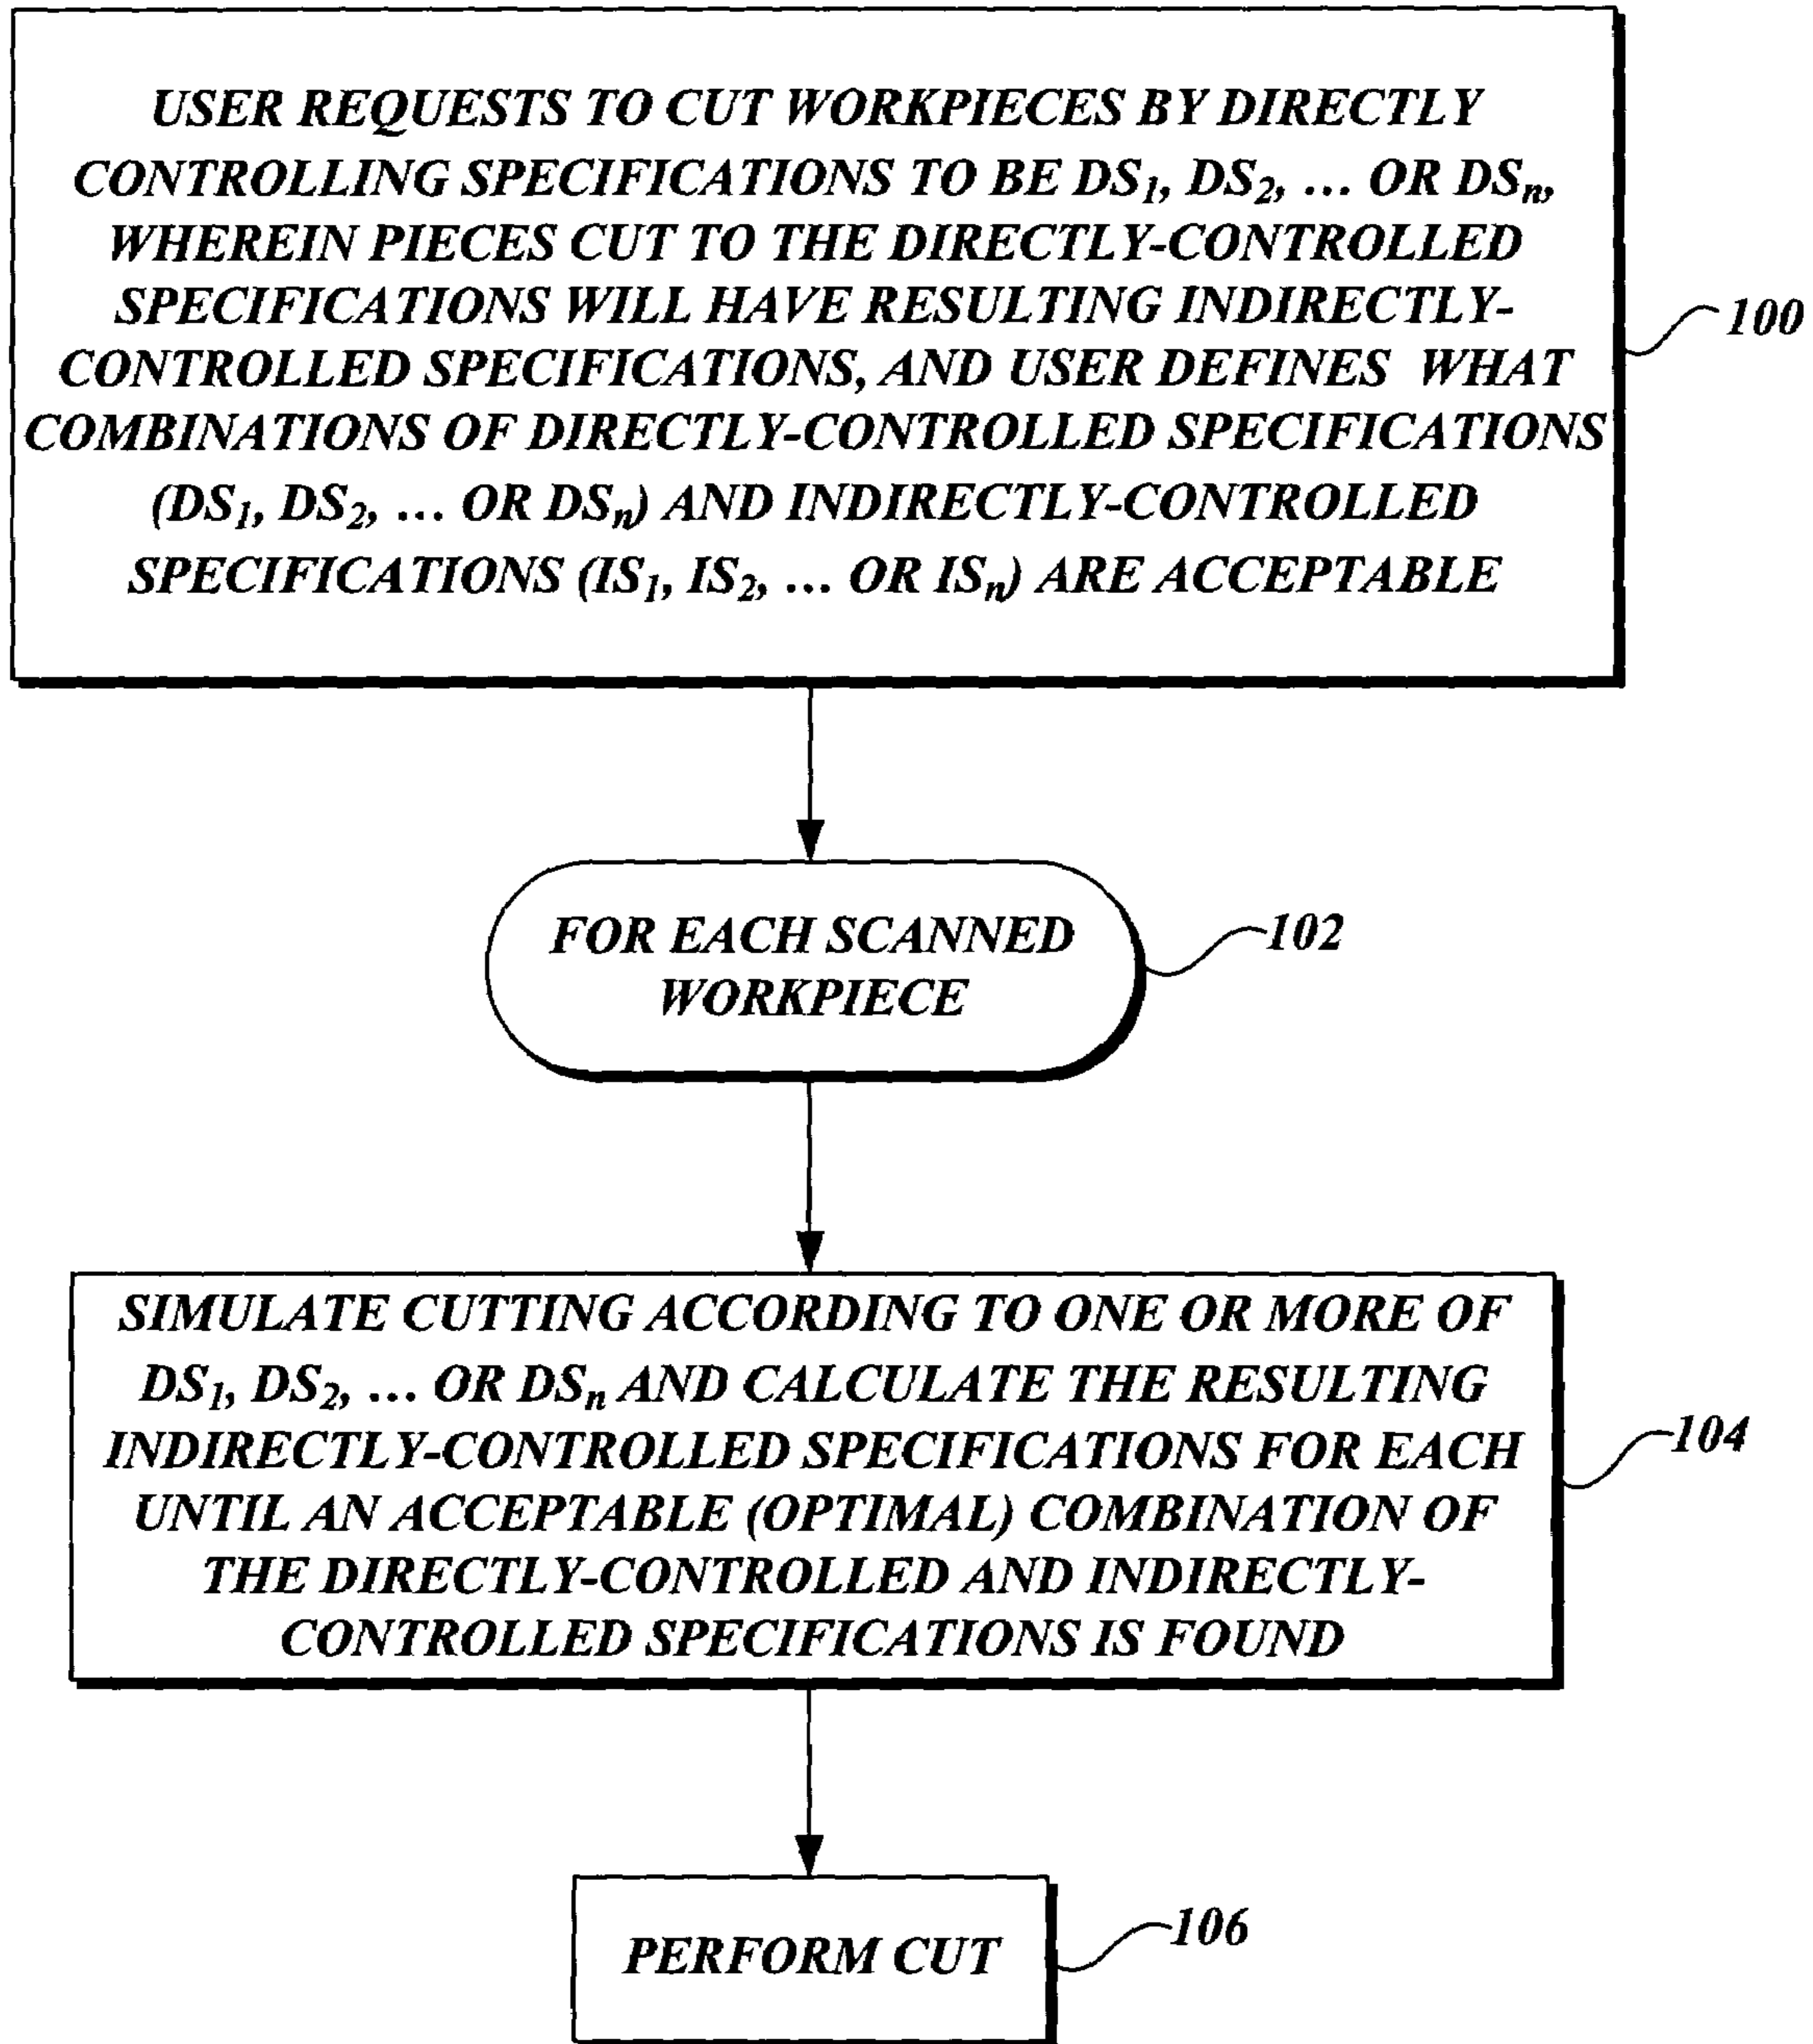 USER REQUESTS TO CUT WORKPIECES BY DIRECTLY
CONTROLLING SPECIFICATIONS TO BE DS₁, DS₂, ... OR DSₙ,
WHEREIN PIECES CUT TO THE DIRECTLY-CONTROLLED
SPECIFICATIONS WILL HAVE RESULTING INDIRECTLY-
CONTROLLED SPECIFICATIONS, AND USER DEFINES WHAT
COMBINATIONS OF DIRECTLY-CONTROLLED SPECIFICATIONS
(DS₁, DS₂, ... OR DSₙ) AND INDIRECTLY-CONTROLLED
SPECIFICATIONS (IS₁, IS₂, ... OR ISₙ) ARE ACCEPTABLE
100
FOR EACH SCANNED
WORKPIECE
102
SIMULATE CUTTING ACCORDING TO ONE OR MORE OF
DS₁, DS₂, ... OR DSₙ AND CALCULATE THE RESULTING
INDIRECTLY-CONTROLLED SPECIFICATIONS FOR EACH
UNTIL AN ACCEPTABLE (OPTIMAL) COMBINATION OF
THE DIRECTLY-CONTROLLED AND INDIRECTLY-
CONTROLLED SPECIFICATIONS IS FOUND
104
PERFORM CUT
106